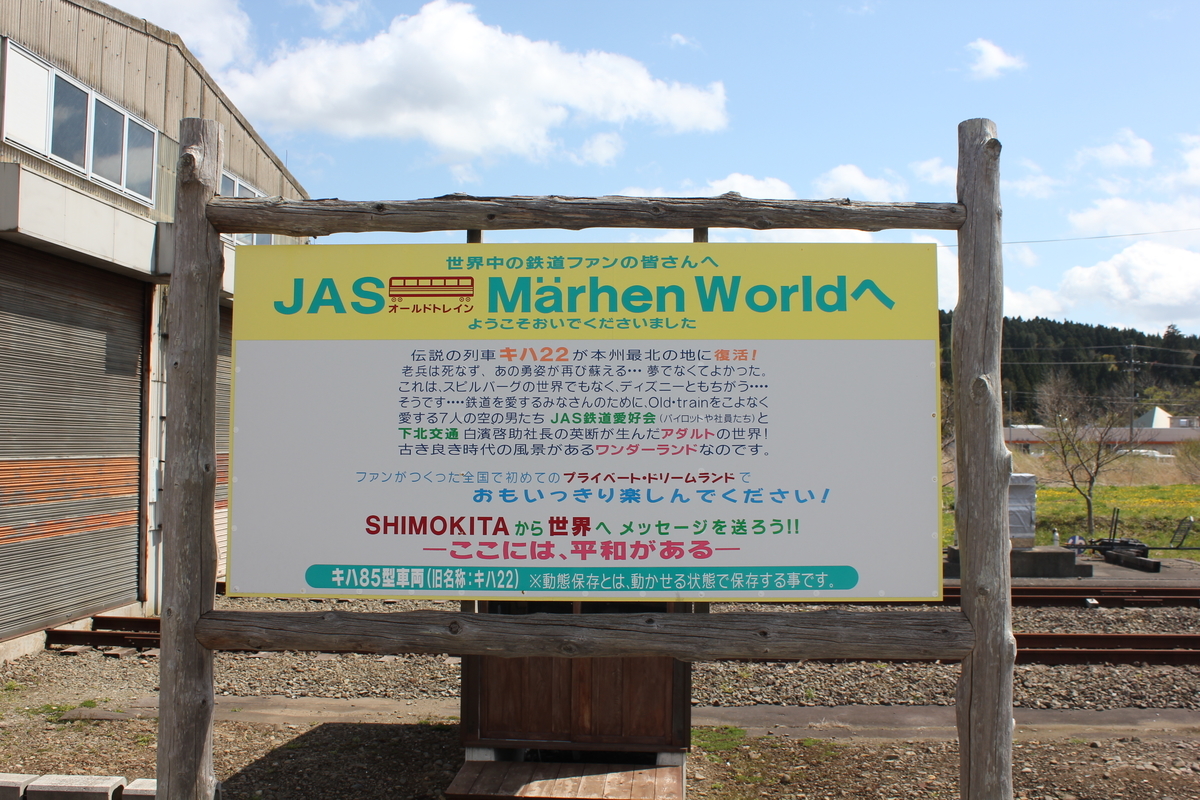 世界中の鉄道ファンの皆さんへ
JAS オールドトレイン Märhen Worldへ
ようこそおいでくださいました
伝説の列車キハ22が本州最北の地に復活!
老兵は死なず、あの勇姿が再び蘇える…夢でなくてよかった。
これは、スピルバーグの世界でもなく、ディズニーともちがう‥‥
そうです‥‥鉄道を愛するみなさんのために、Old・trainをこよなく
愛する7人の空の男たち JAS鉄道愛好会(パイロットや社員たち)と
下北交通 白濱啓助社長の英断が生んだアダルトの世界!
古き良き時代の風景があるワンダーランドなのです。
ファンがつくった全国で初めてのプライベート・ドリームランドで
おもいっきり楽しんでください!
SHIMOKITAから世界へ メッセージを送ろう!!
―ここには、平和がある―
キハ85型車両(旧名称:キハ22) ※動態保存とは、動かせる状態で保存する事です。